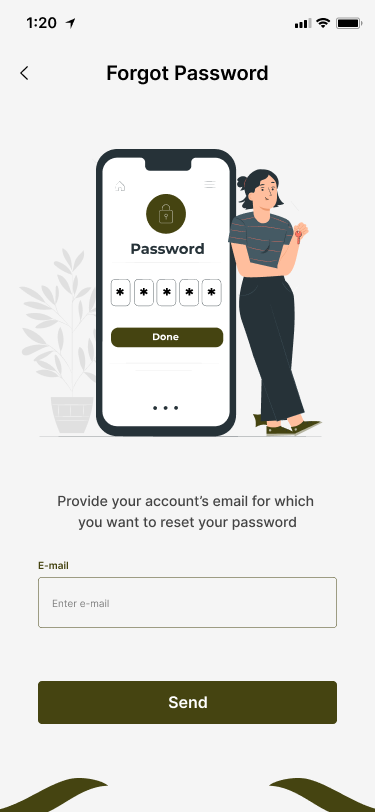 1:20
Forgot Password
Password
* * * * *
Done
Provide your account's email for which
you want to reset your password
E-mail
Enter e-mail
Send